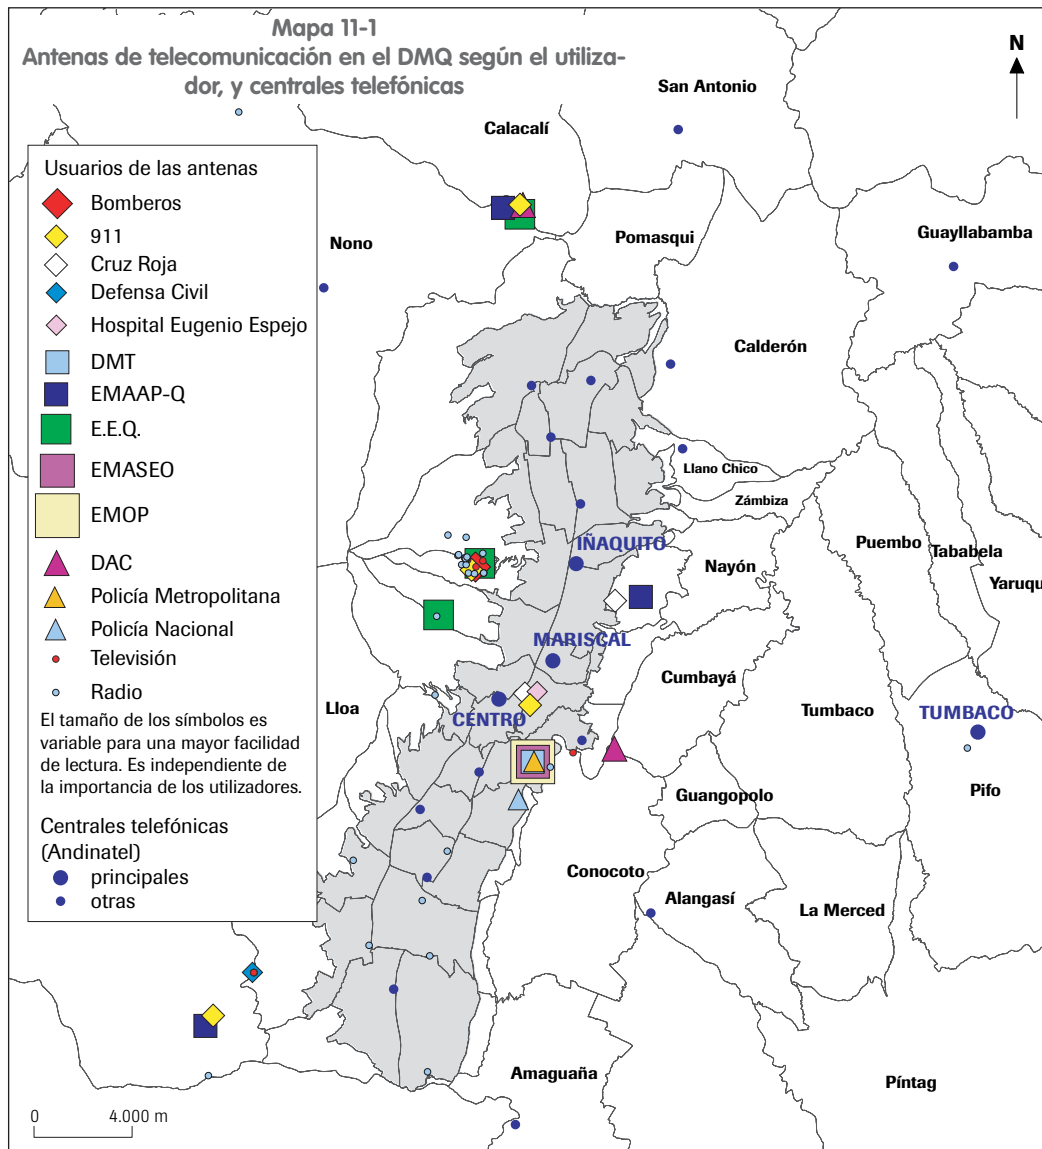 Mapa 11-1
Antenas de telecomunicación en el DMQ según el utiliza-
dor, y centrales telefónicas
N
San Antonio
Calacalí
Usuarios de las antenas
Bomberos
911
Cruz Roja
Defensa Civil
Hospital Eugenio Espejo
DMT
EMAAP-Q
E.E.Q.
EMASEO
EMOP
DAC
Policía Metropolitana
Policía Nacional
Televisión
Radio
El tamaño de los símbolos es
variable para una mayor facilidad
de lectura. Es independiente de
la importancia de los utilizadores.
Centrales telefónicas
(Andinatel)
principales
otras
Nono
Pomasqui
Guayllabamba
Calderón
Llano Chico
Zámbiza
IÑAQUITO
Nayón
Puembo
Tababela
Yaruqu
MARISCAL
Cumbayá
Lloa
CENTRO
Tumbaco
TUMBACO
Guangopolo
Pifo
Conocoto
Alangasí
La Merced
Amaguaña
Píntag
0 4.000 m